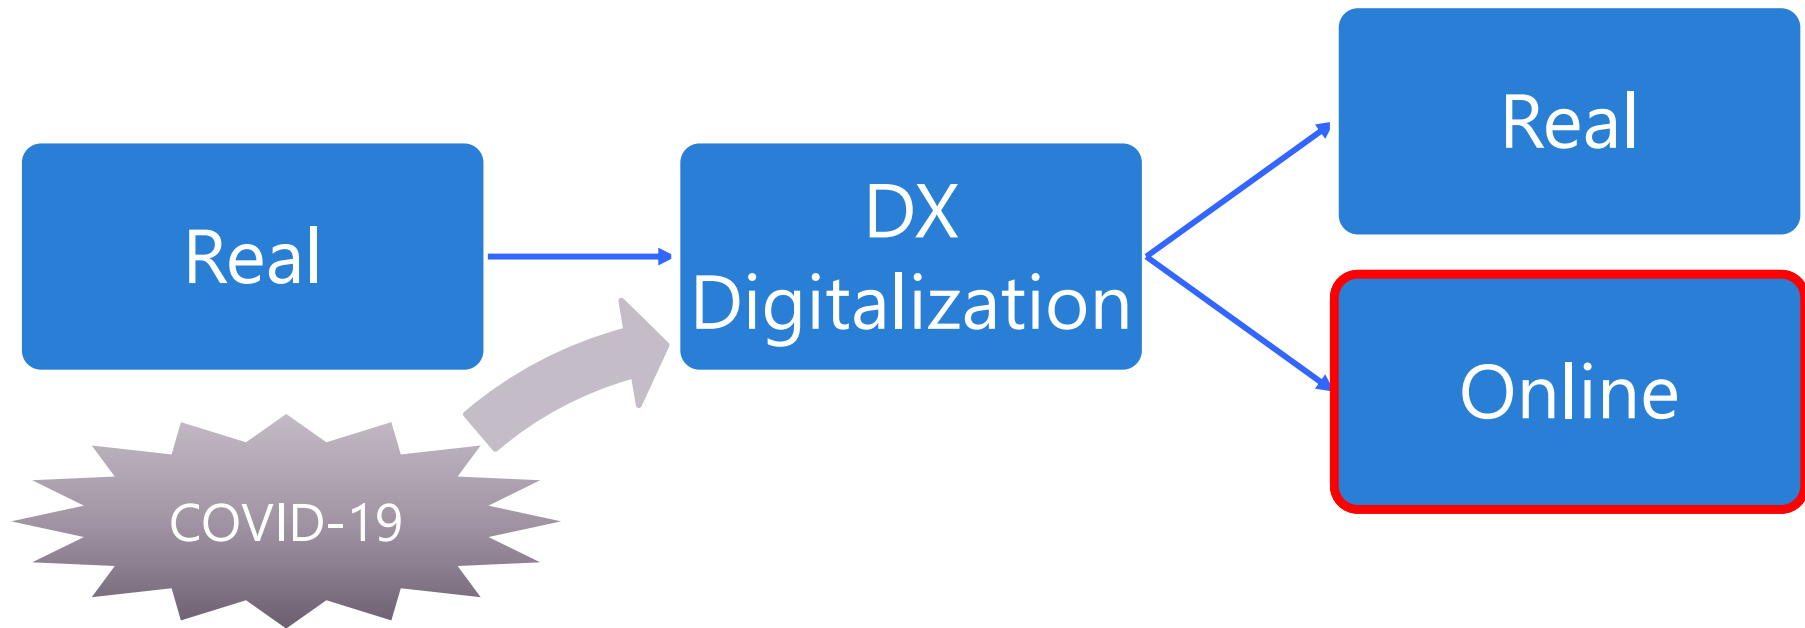 Real
DX
Digitalization
Real
Online
COVID-19